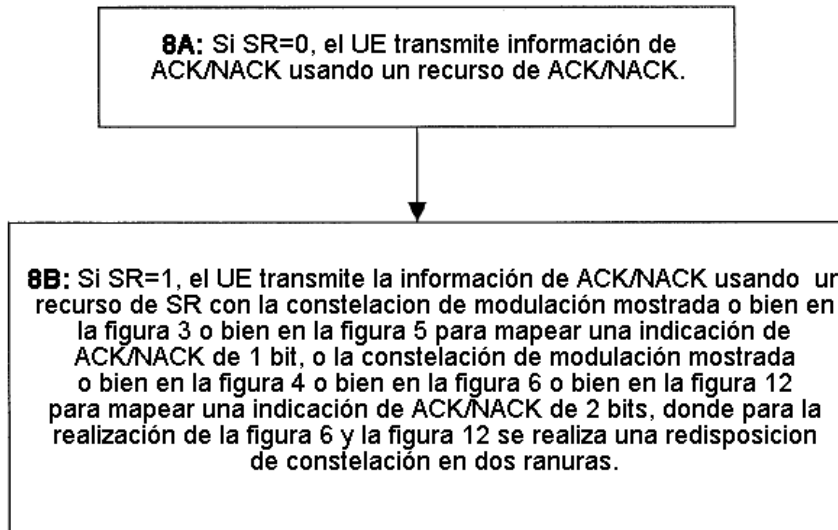 8A: Si SR=0, el UE transmite información de
ACK/NACK usando un recurso de ACK/NACK.
8B: Si SR=1, el UE transmite la información de ACK/NACK usando un
recurso de SR con la constelacion de modulación mostrada o bien en
la figura 3 o bien en la figura 5 para mapear una indicación de
ACK/NACK de 1 bit, o la constelación de modulación mostrada
o bien en la figura 4 o bien en la figura 6 o bien en la figura 12
para mapear una indicación de ACK/NACK de 2 bits, donde para la
realización de la figura 6 y la figura 12 se realiza una redisposicion
de constelación en dos ranuras.